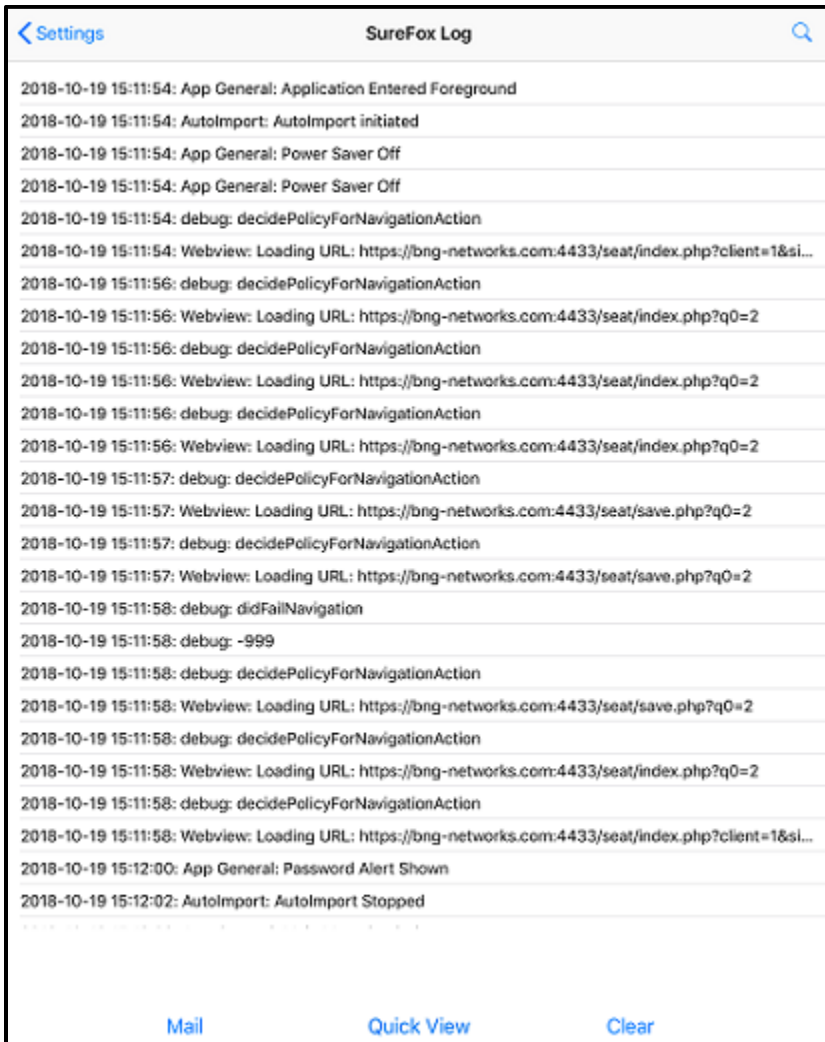 Settings
SureFox Log
2018-10-19 15:11:54: App General: Application Entered Foreground
2018-10-19 15:11:54: AutoImport: AutoImport initiated
2018-10-19 15:11:54: App General: Power Saver Off
2018-10-19 15:11:54: App General: Power Saver Off
2018-10-19 15:11:54: debug: decidePolicyForNavigationAction
2018-10-19 15:11:54: Webview: Loading URL: https://bng-networks.com:4433/seat/index.php?client=1&si...
2018-10-19 15:11:56: debug: decidePolicyForNavigationAction
2018-10-19 15:11:56: Webview: Loading URL: https://bng-networks.com:4433/seat/index.php?q0=2
2018-10-19 15:11:56: debug: decidePolicyForNavigationAction
2018-10-19 15:11:56: Webview: Loading URL: https://bng-networks.com:4433/seat/index.php?q0=2
2018-10-19 15:11:56: debug: decidePolicyForNavigationAction
2018-10-19 15:11:56: Webview: Loading URL: https://bng-networks.com:4433/seat/index.php?q0=2
2018-10-19 15:11:57: debug: decidePolicyForNavigationAction
2018-10-19 15:11:57: Webview: Loading URL: https://bng-networks.com:4433/seat/save.php?q0=2
2018-10-19 15:11:57: debug: decidePolicyForNavigationAction
2018-10-19 15:11:57: Webview: Loading URL: https://bng-networks.com:4433/seat/save.php?q0=2
2018-10-19 15:11:58: debug: didFailNavigation
2018-10-19 15:11:58: debug: -999
2018-10-19 15:11:58: debug: decidePolicyForNavigationAction
2018-10-19 15:11:58: Webview: Loading URL: https://bng-networks.com:4433/seat/save.php?q0=2
2018-10-19 15:11:58: debug: decidePolicyForNavigationAction
2018-10-19 15:11:58: Webview: Loading URL: https://bng-networks.com:4433/seat/index.php?q0=2
2018-10-19 15:11:58: debug: decidePolicyForNavigationAction
2018-10-19 15:11:58: Webview: Loading URL: https://bng-networks.com:4433/seat/index.php?client=1&si...
2018-10-19 15:12:00: App General: Password Alert Shown
2018-10-19 15:12:02: AutoImport: AutoImport Stopped
Mail
Quick View
Clear